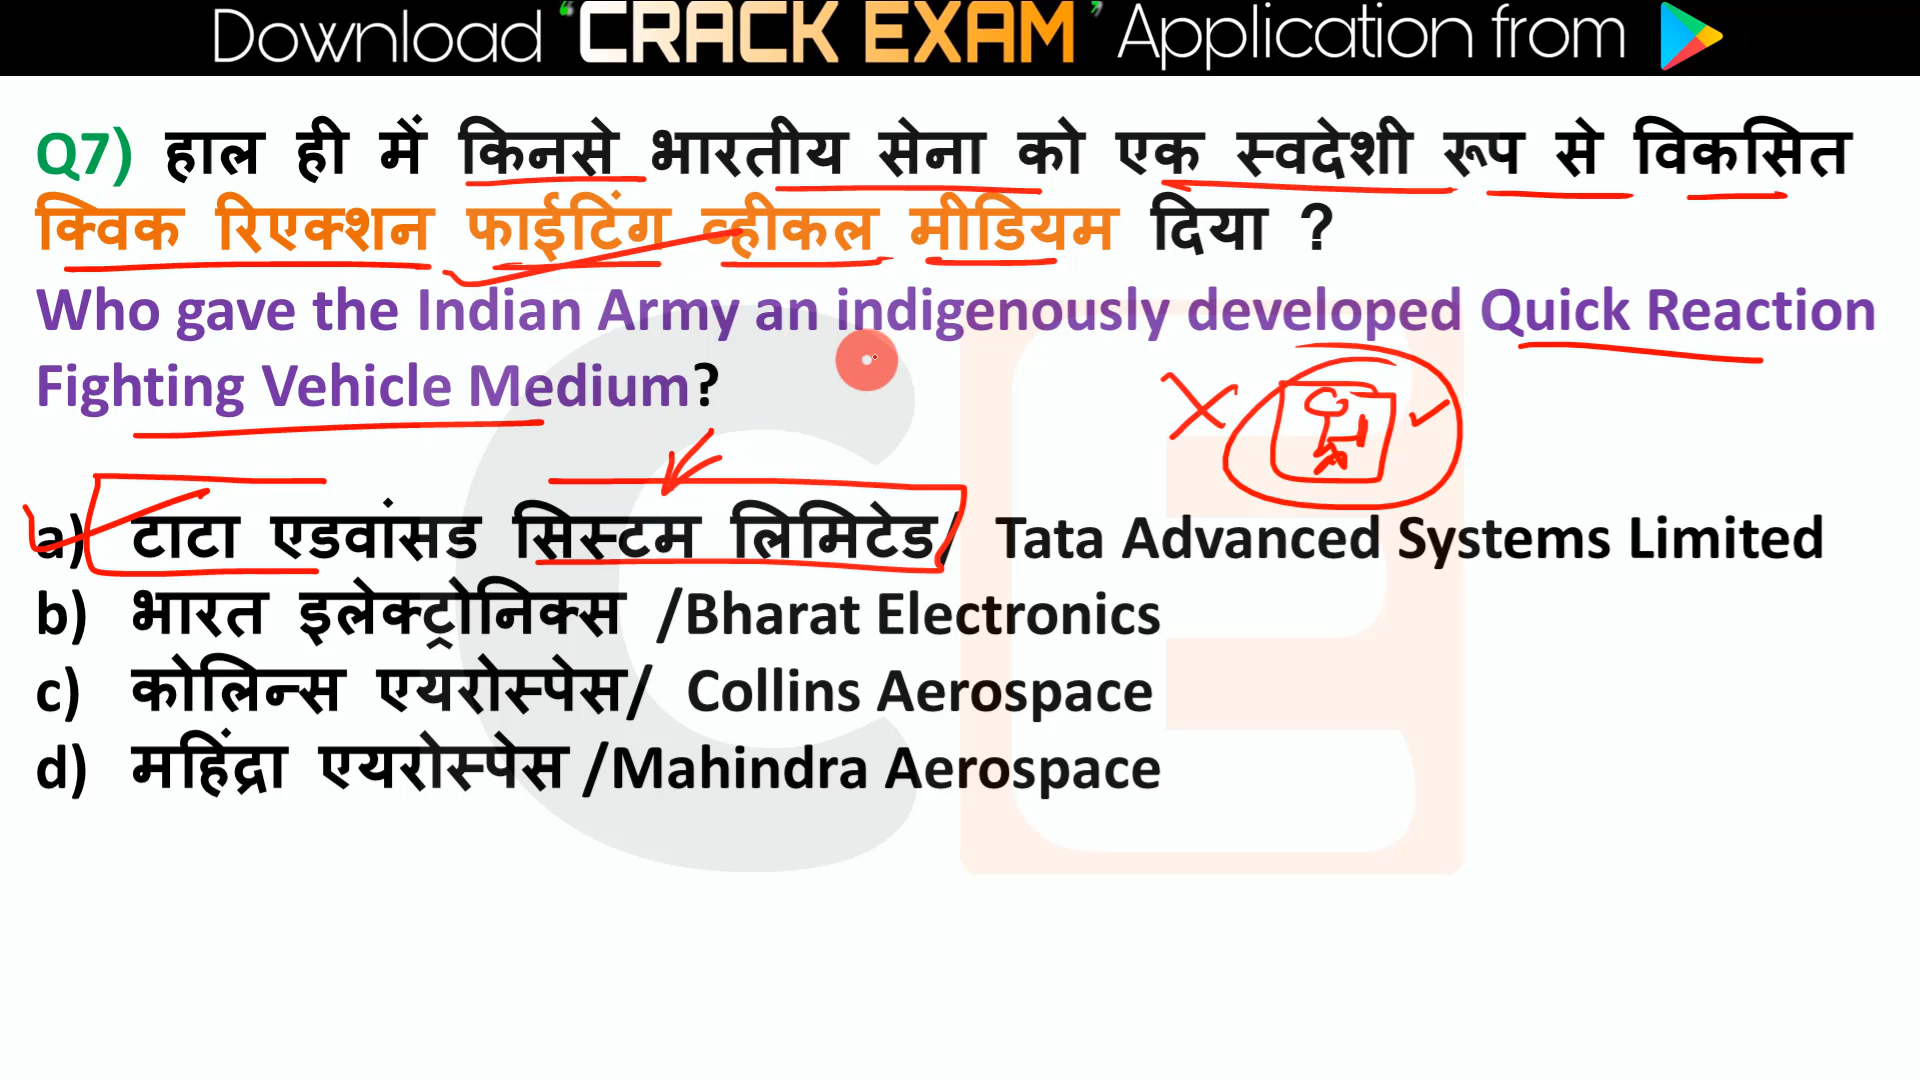 Download ‘CRACK EXAM’ Application from
Q7) हाल ही में किनसे भारतीय सेना को एक स्वदेशी रूप से विकसित
क्विक रिएक्शन फाईटिंग व्हीकल मीडियम दिया ?
Who gave the Indian Army an indigenously developed Quick Reaction
Fighting Vehicle Medium?
a) टाटा एडवांसड सिस्टम लिमिटेड/ Tata Advanced Systems Limited
b) भारत इलेक्ट्रोनिक्स /Bharat Electronics
c) कोलिन्स एयरोस्पेस/ Collins Aerospace
d) महिंद्रा एयरोस्पेस /Mahindra Aerospace